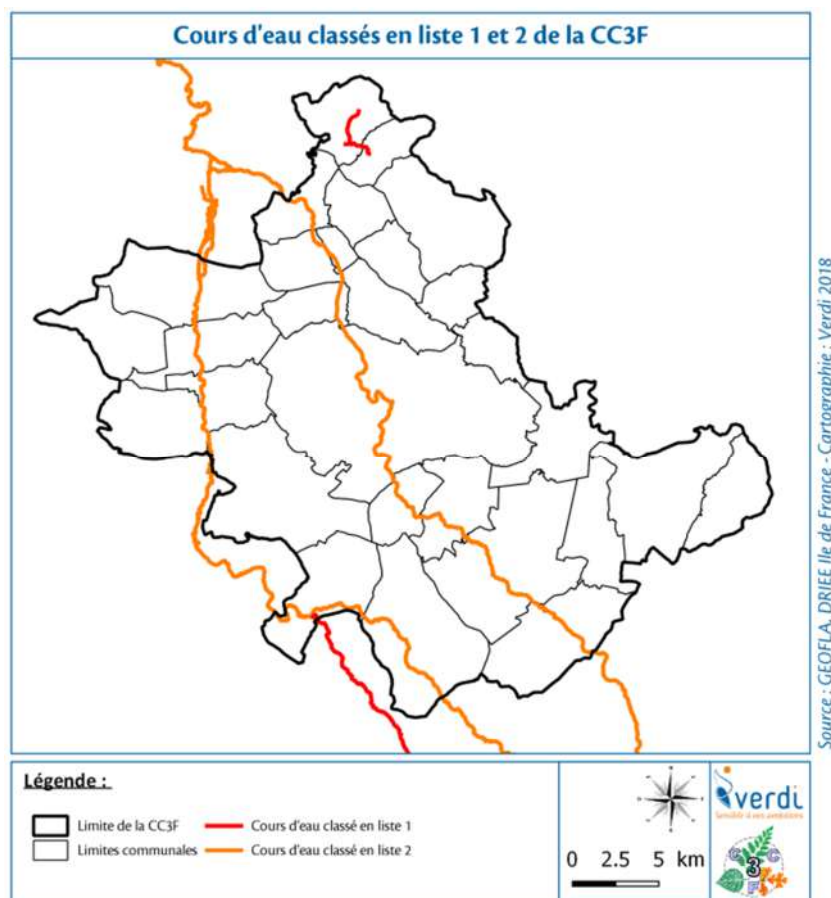 Cours d'eau classés en liste 1 et 2 de la CC3F
Source : GEOFLA, DRIEE Ile de France - Cartographie : Verdi 2018
Légende :
Limite de la CC3F
Cours d'eau classé en liste 1
Limites communales
Cours d'eau classé en liste 2
0 2.5 5 km
verdi
C 3 C F